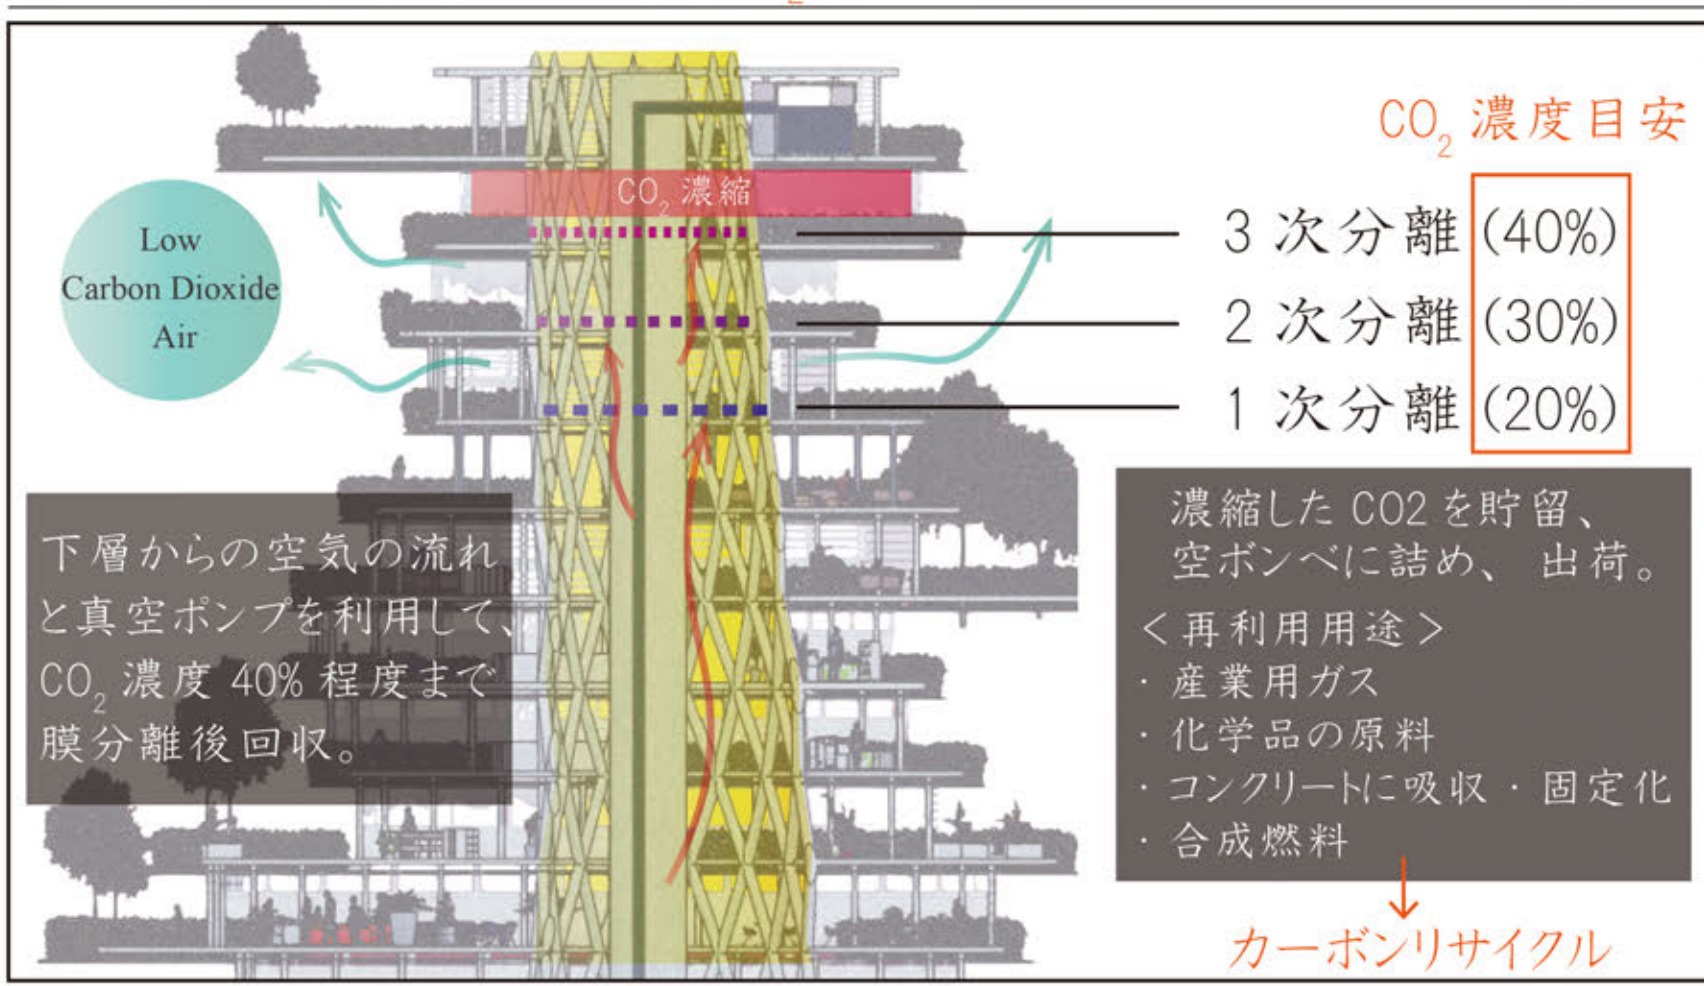 CO₂ 濃縮
CO₂ 濃度目安
Low
Carbon Dioxide
Air
3 次分離 (40%)
2 次分離 (30%)
1 次分離 (20%)
下層からの空気の流れ
と真空ポンプを利用して、
CO₂ 濃度 40% 程度まで
膜分離後回収。
濃縮した CO2 を貯留、
空ボンベに詰め、 出荷。
＜再利用用途＞
・産業用ガス
・化学品の原料
・コンクリートに吸収・固定化
・合成燃料
カーボンリサイクル